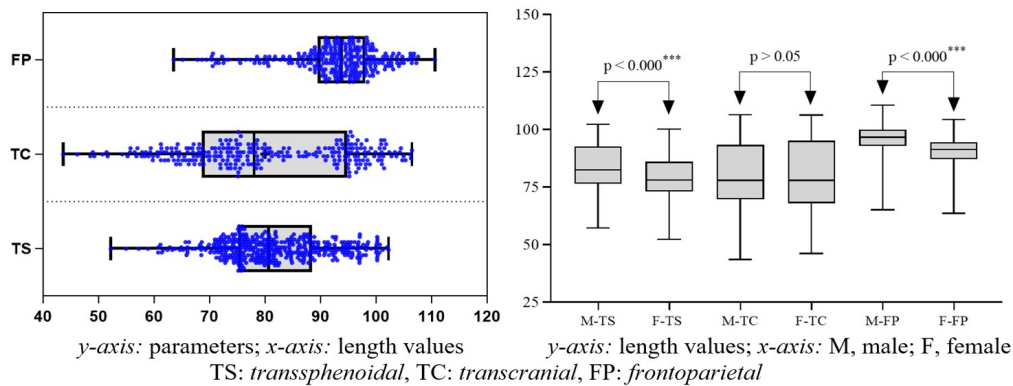 FP
TC
TS
40 50 60 70 80 90 100 110 120
y-axis: parameters; x-axis: length values
150
125
100
75
50
25
p < 0.000***
p > 0.05
p < 0.000***
M-TS F-TS M-TC F-TC M-FP F-FP
y-axis: length values; x-axis: M, male; F, female
TS: transsphenoidal, TC: transcranial, FP: frontoparietal